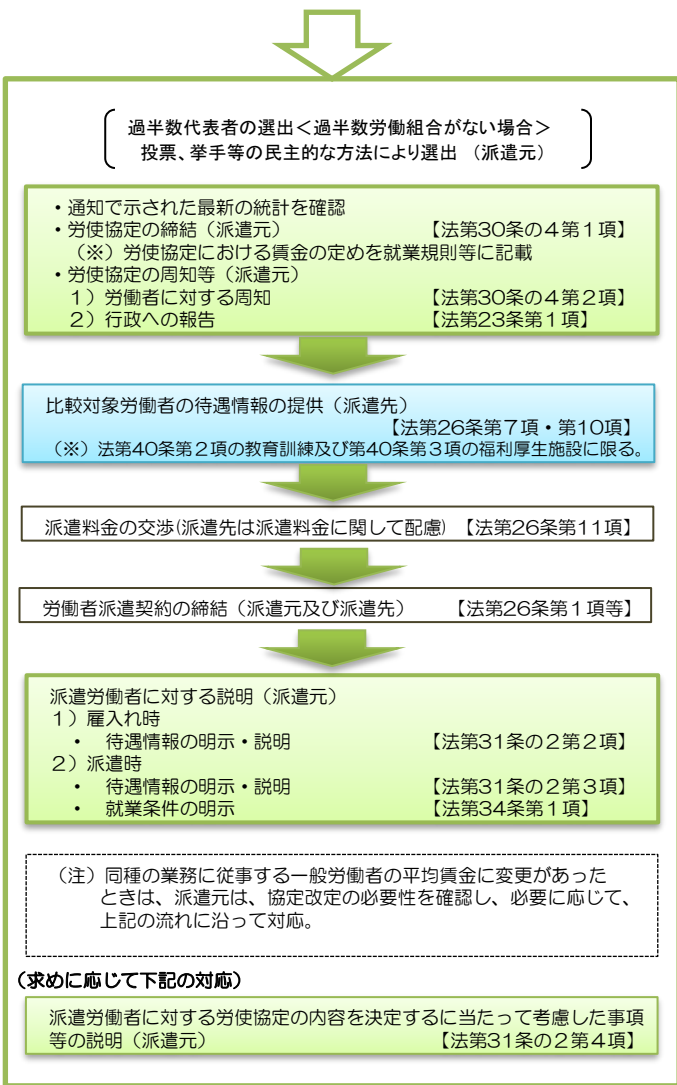 過半数代表者の選出＜過半数労働組合がない場合＞
投票、挙手等の民主的な方法により選出　（派遣元）
・通知で示された最新の統計を確認
・労使協定の締結（派遣元）　【法第30条の４第１項】
（※）労使協定における賃金の定めを就業規則等に記載
・労使協定の周知等（派遣元）
１）労働者に対する周知　【法第30条の４第２項】
２）行政への報告　【法第23条第１項】
比較対象労働者の待遇情報の提供（派遣先）
【法第26条第７項・第10項】
（※）法第40条第２項の教育訓練及び第40条第３項の福利厚生施設に限る。
派遣料金の交渉(派遣先は派遣料金に関して配慮)　【法第26条第11項】
労働者派遣契約の締結（派遣元及び派遣先）　【法第26条第１項等】
派遣労働者に対する説明（派遣元）
１）雇入れ時
・　待遇情報の明示・説明　【法第31条の２第２項】
２）派遣時
・　待遇情報の明示・説明　【法第31条の２第３項】
・　就業条件の明示　【法第34条第１項】
（注）同種の業務に従事する一般労働者の平均賃金に変更があった
ときは、派遣元は、協定改定の必要性を確認し、必要に応じて、
上記の流れに沿って対応。
（求めに応じて下記の対応）
派遣労働者に対する労使協定の内容を決定するに当たって考慮した事項
等の説明（派遣元）　【法第31条の２第４項】